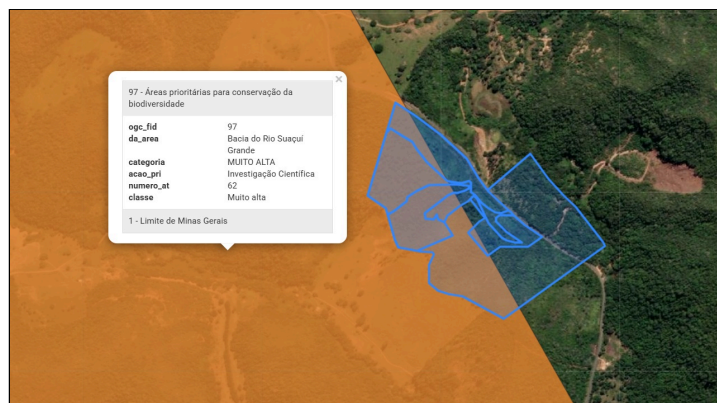 ×
97 - Áreas prioritárias para conservação da
biodiversidade
ogc_fid 97
da_area Bacia do Rio Suaçuí
Grande
categoria MUITO ALTA
acao_pri Investigação Científica
numero_at 62
classe Muito alta
1 - Limite de Minas Gerais